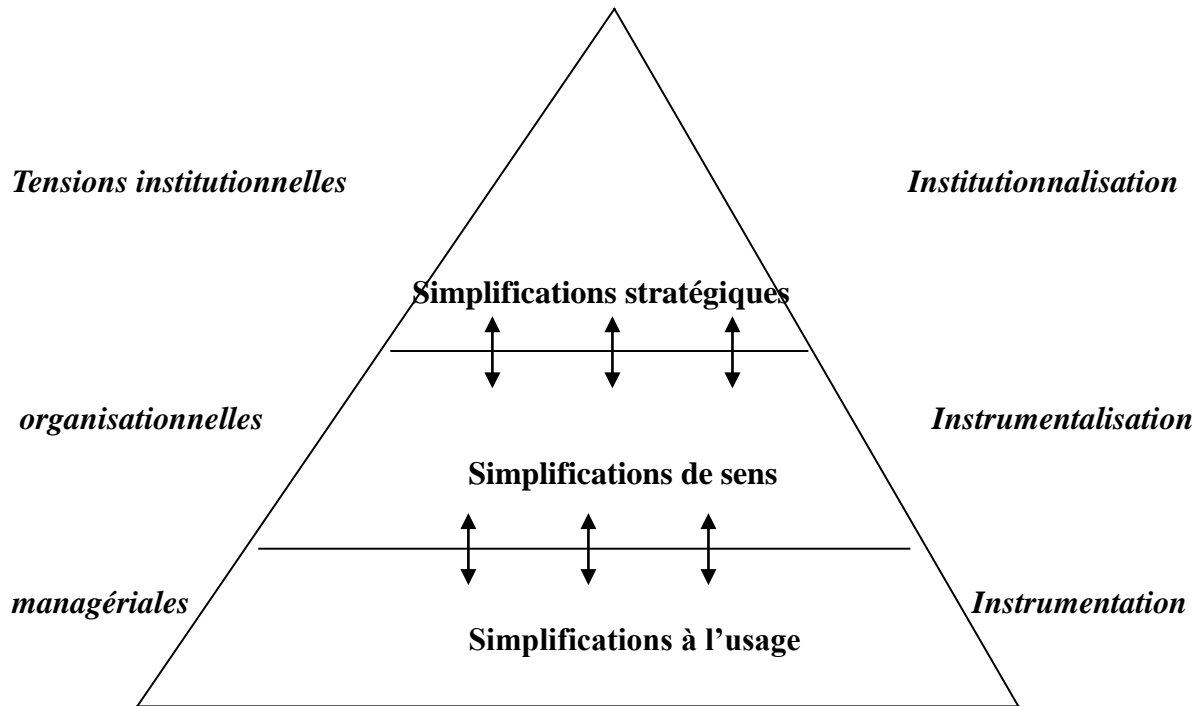 Tensions institutionnelles
Institutionnalisation
Simplifications stratégiques
organisationnelles
Instrumentalisation
Simplifications de sens
managériales
Instrumentation
Simplifications à l’usage